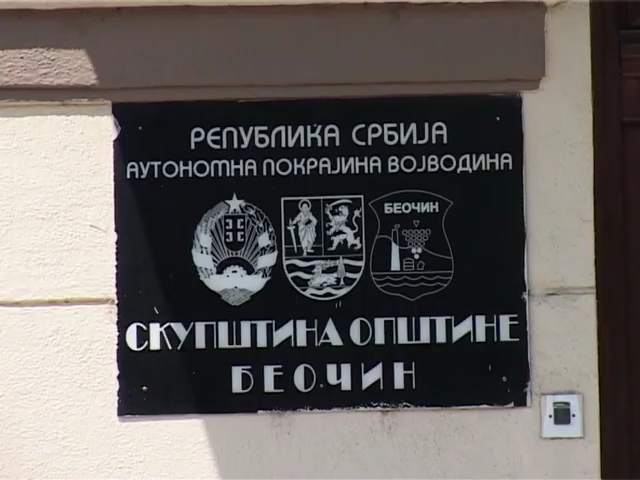 РЕПУБЛИКА СРБИЈА
АУТОНОМНА ПОКРАЈИНА ВОЈВОДИНА
БЕОЧИН
СКУПШТИНА ОПШТИНЕ
БЕОЧИН